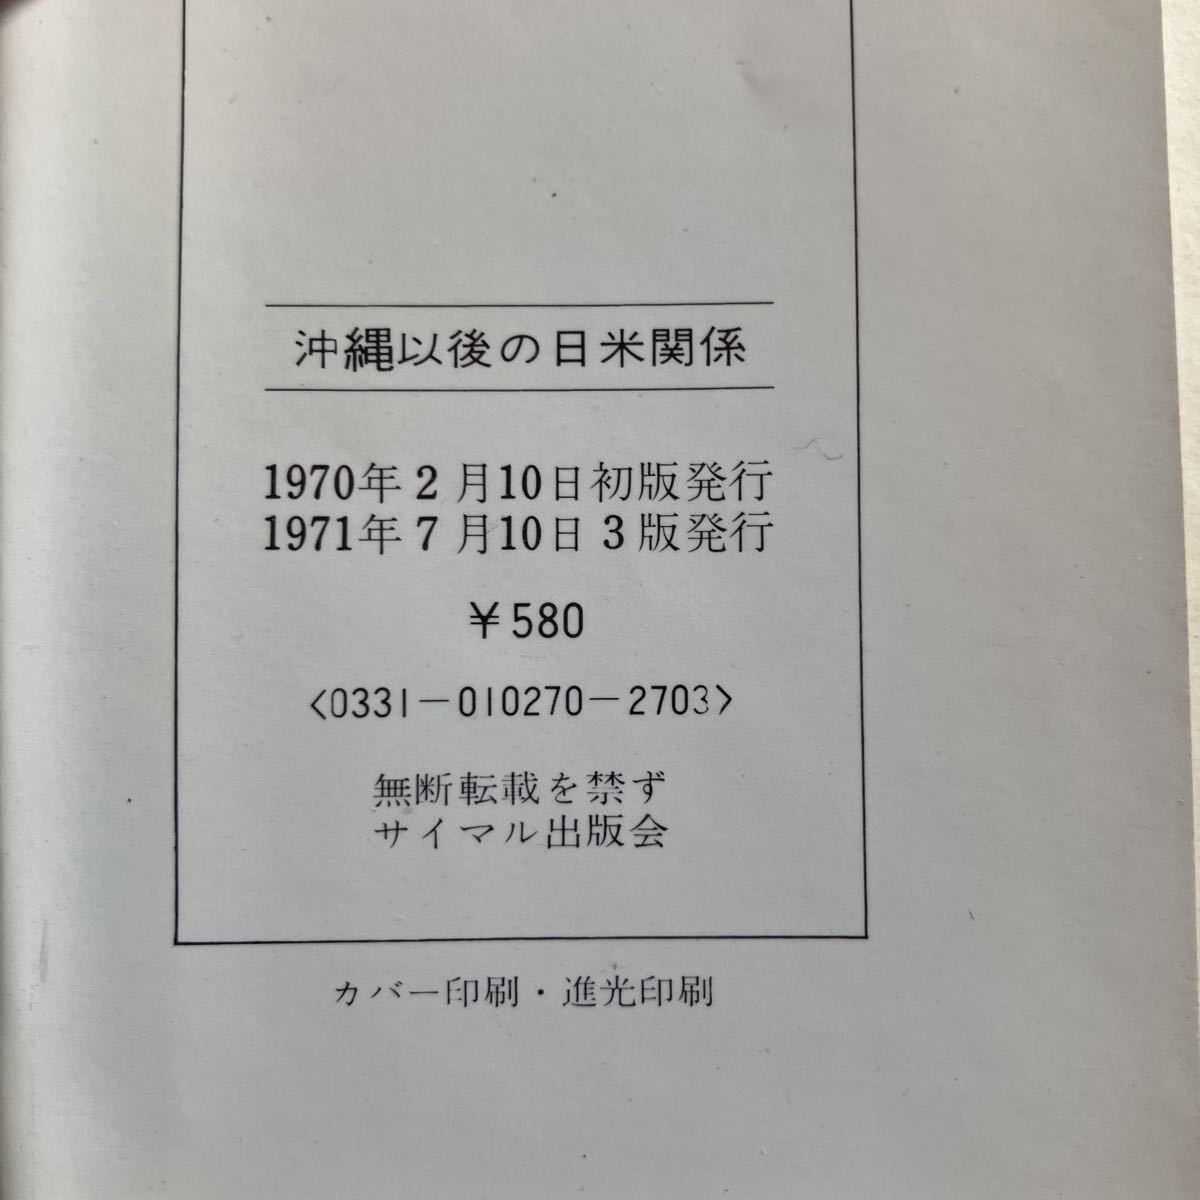 沖縄以後の日米関係
1970年2月10日初版発行
1971年7月10日3版発行
￥580
<0331-010270-2703>
無断転載を禁ず
サイマル出版会
カバー印刷・進光印刷